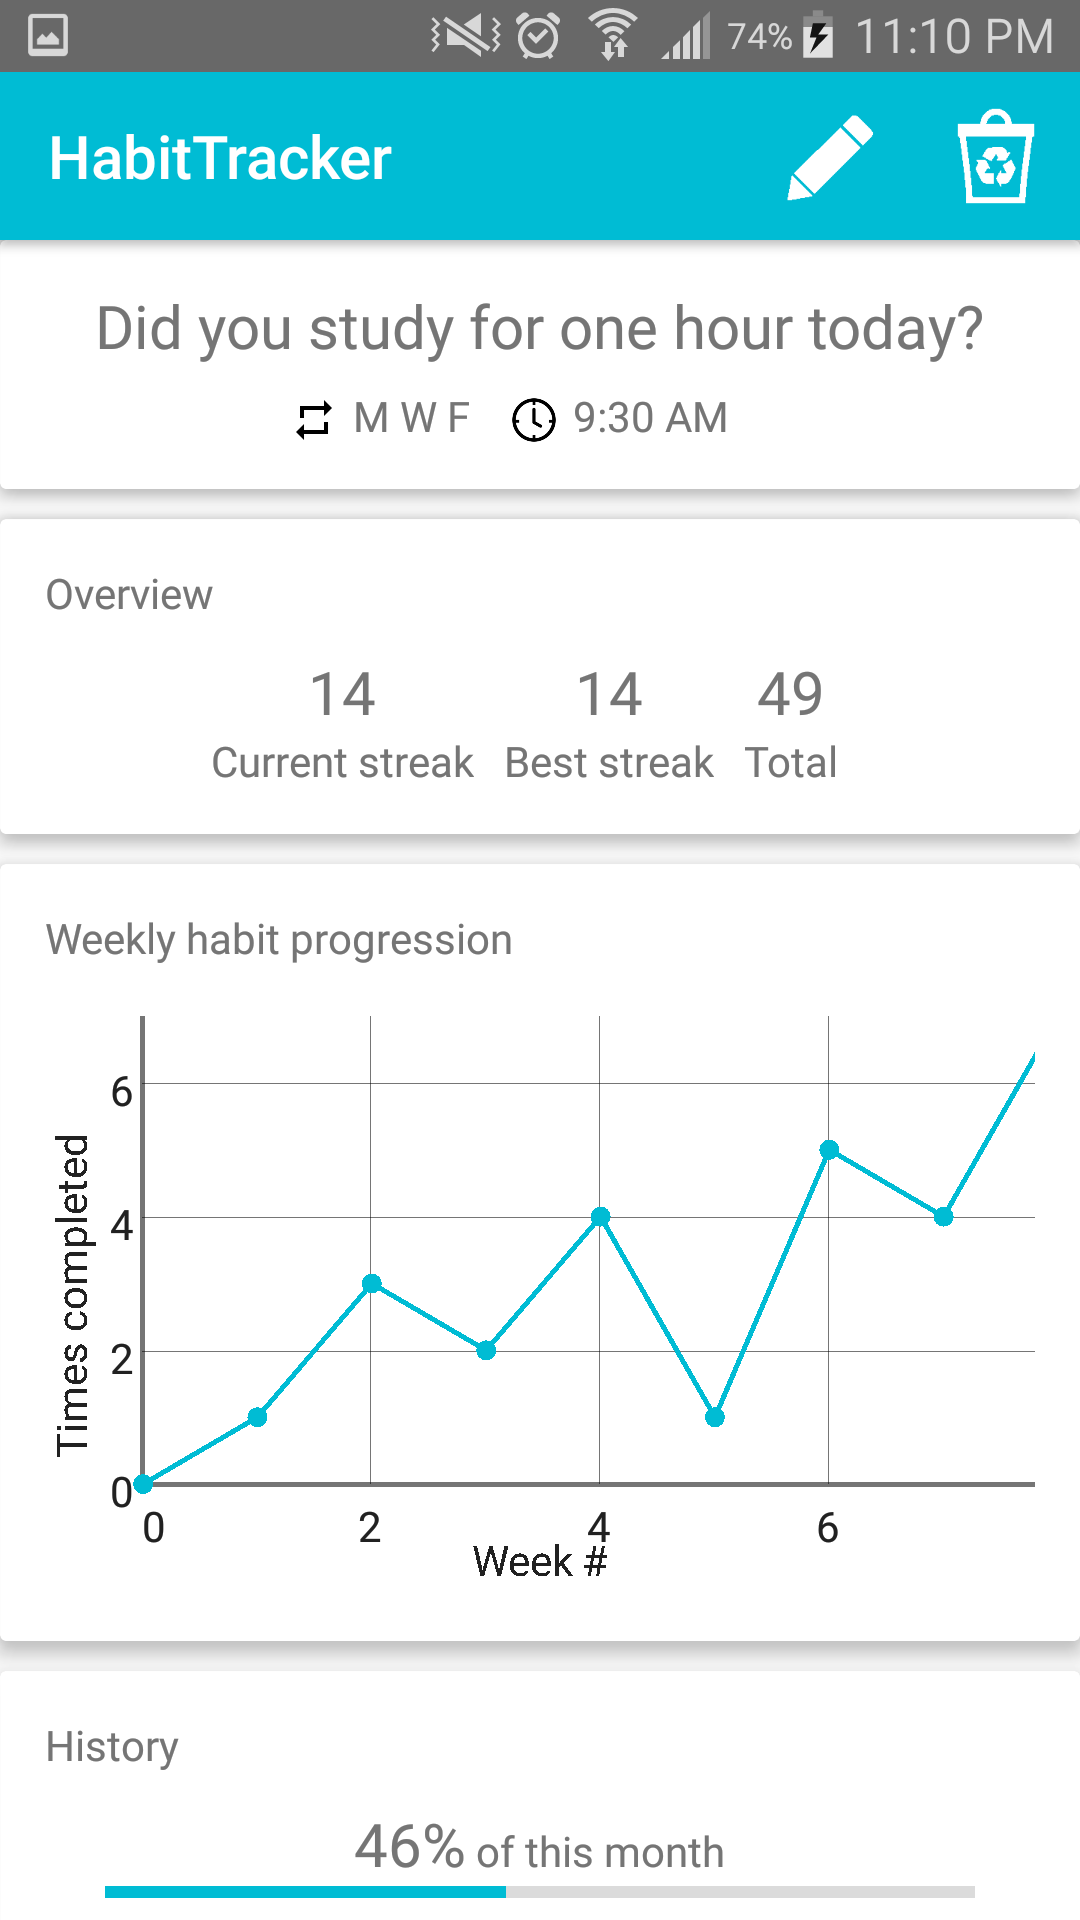 74% 11:10 PM
HabitTracker
Did you study for one hour today?
M W F 9:30 AM
Overview
14 14 49
Current streak Best streak Total
Weekly habit progression
6
4
2
0
Times completed
0 2 4 6
Week #
History
46% of this month